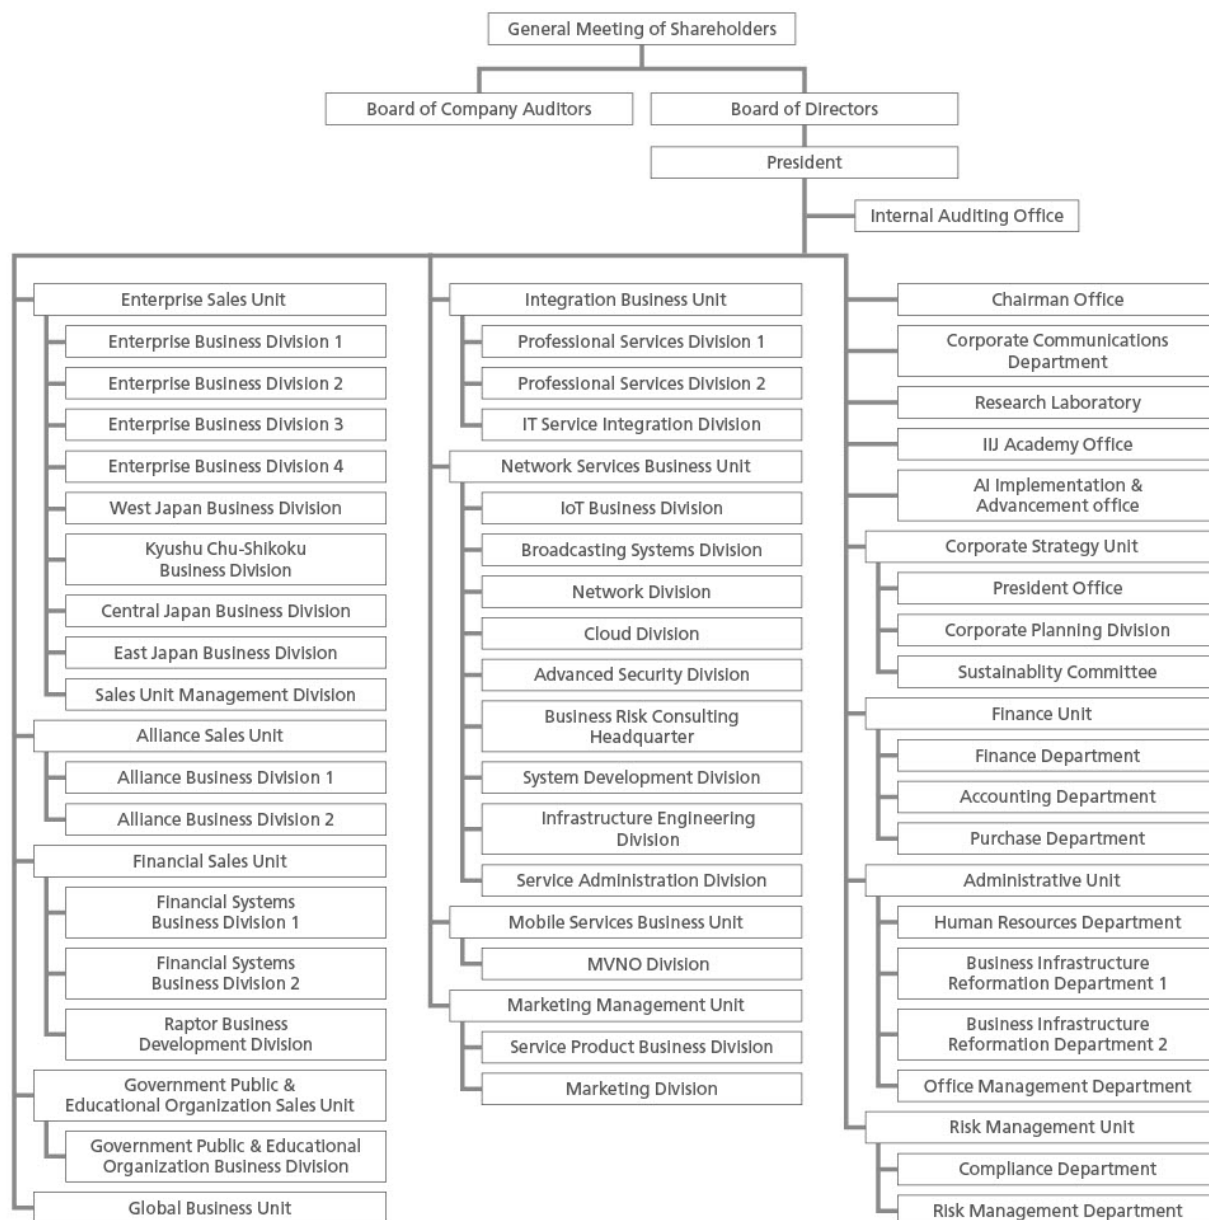 General Meeting of Shareholders
Board of Company Auditors
Board of Directors
President
Internal Auditing Office
Enterprise Sales Unit
Enterprise Business Division 1
Enterprise Business Division 2
Enterprise Business Division 3
Enterprise Business Division 4
West Japan Business Division
Kyushu Chu-Shikoku
Business Division
Central Japan Business Division
East Japan Business Division
Sales Unit Management Division
Alliance Sales Unit
Alliance Business Division 1
Alliance Business Division 2
Financial Sales Unit
Financial Systems
Business Division 1
Financial Systems
Business Division 2
Raptor Business
Development Division
Government Public &
Educational Organization Sales Unit
Government Public & Educational
Organization Business Division
Global Business Unit
Integration Business Unit
Professional Services Division 1
Professional Services Division 2
IT Service Integration Division
Network Services Business Unit
IoT Business Division
Broadcasting Systems Division
Network Division
Cloud Division
Advanced Security Division
Business Risk Consulting
Headquarter
System Development Division
Infrastructure Engineering
Division
Service Administration Division
Mobile Services Business Unit
MVNO Division
Marketing Management Unit
Service Product Business Division
Marketing Division
Chairman Office
Corporate Communications
Department
Research Laboratory
IIJ Academy Office
AI Implementation &
Advancement office
Corporate Strategy Unit
President Office
Corporate Planning Division
Sustainablity Committee
Finance Unit
Finance Department
Accounting Department
Purchase Department
Administrative Unit
Human Resources Department
Business Infrastructure
Reformation Department 1
Business Infrastructure
Reformation Department 2
Office Management Department
Risk Management Unit
Compliance Department
Risk Management Department